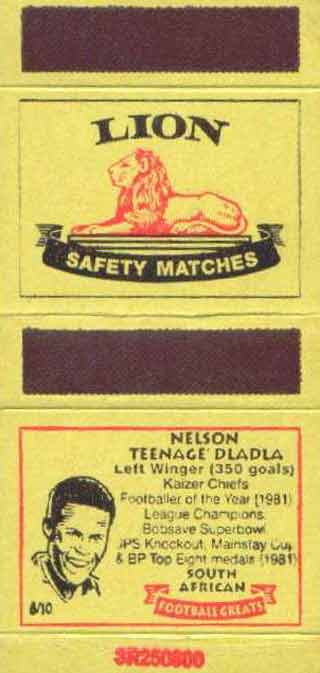 LION
SAFETY MATCHES
NELSON
TEENAGE' DLADLA
Left Winger (350 goals)
Kaizer Chiefs
Footballer of the Year (1981)
League Champions
Bobsave Superbowl
JPS Knockout, Mainstay Cup
& BP Top Eight medals (1981)
SOUTH
AFRICAN
FOOTBALL GREATS
8/10